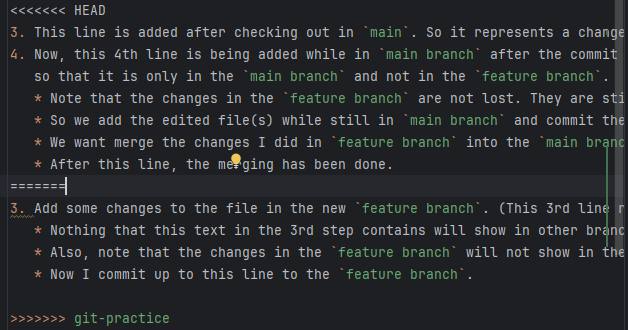 <<<<<<< HEAD
3. This line is added after checking out in `main`. So it represents a change
4. Now, this 4th line is being added while in `main branch` after the commit
so that it is only in the `main branch` and not in the `feature branch`.
* Note that the changes in the `feature branch` are not lost. They are sti
* So we add the edited file(s) while still in `main branch` and commit the
* We want merge the changes I did in `feature branch` into the `main branc
* After this line, the merging has been done.
=======
3. Add some changes to the file in the new `feature branch`. (This 3rd line
* Nothing that this text in the 3rd step contains will show in other branc
* Also, note that the changes in the `feature branch` will not show in the
* Now I commit up to this line to the `feature branch`.
>>>>>>> git-practice